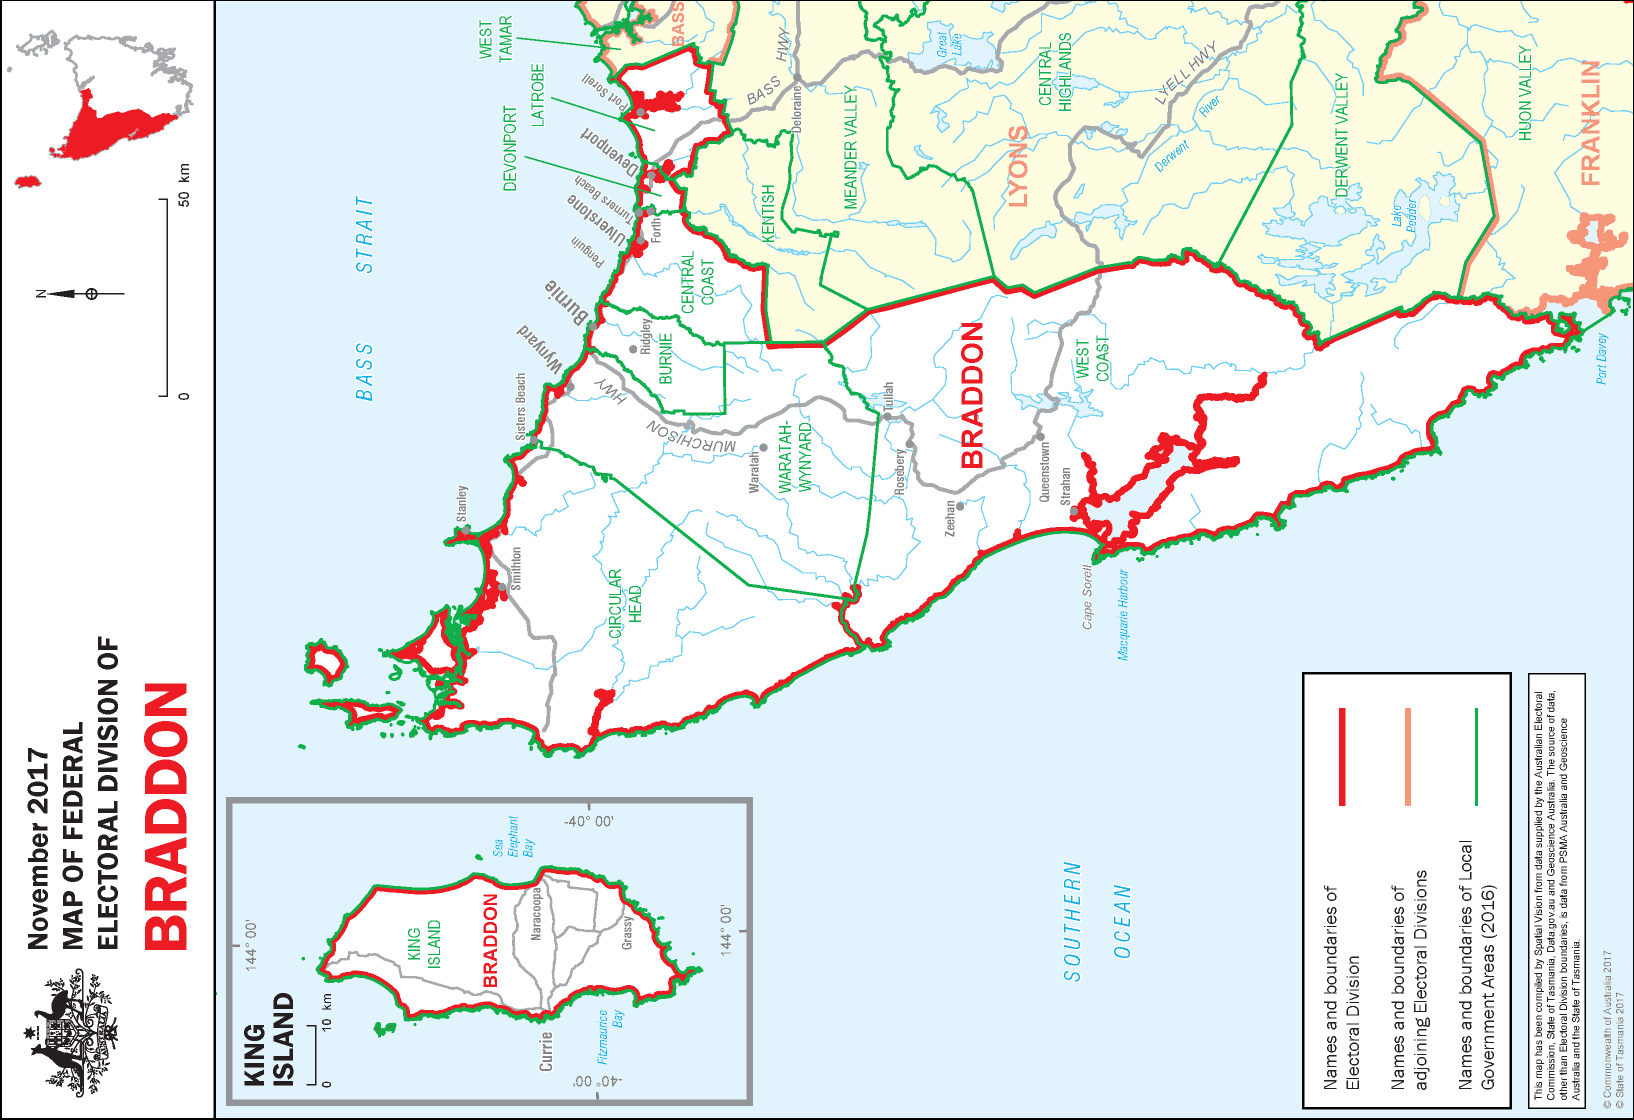 November 2017
MAP OF FEDERAL
ELECTORAL DIVISION OF
BRADDON
N
0 50 km
BASS STRAIT
WEST
TAMAR
LATROBE
DEVONPORT
BASS
Port Sorell
Devonport
Turners Beach
Ulverstone
Forth
Penguin
Burnie
Wynyard
Sisters Beach
Stanley
Smithton
Ridgley
BURNIE
CENTRAL
COAST
KENTISH
BASS HWY
Deloraine
MEANDER VALLEY
Great
Lake
CENTRAL
HIGHLANDS
LYELL HWY
LYONS
Derwent River
DERWENT VALLEY
Lake
Pedder
HUON VALLEY
FRANKLIN
Port Davey
MURCHISON HWY
Waratah
WARATAH-
WYNYARD
CIRCULAR
HEAD
Tullah
Rosebery
Zeehan
BRADDON
WEST
COAST
Queenstown
Strahan
Cape Sorell
Macquarie Harbour
SOUTHERN
OCEAN
KING
ISLAND
0 10 km
144° 00'
144° 00'
-40° 00'
-40° 00'
KING
ISLAND
BRADDON
Naracoopa
Grassy
Currie
Sea
Elephant
Bay
Fitzmaurice
Bay
Names and boundaries of
Electoral Division
Names and boundaries of
adjoining Electoral Divisions
Names and boundaries of Local
Government Areas (2016)
This map has been compiled by Spatial Vision from data supplied by the Australian Electoral
Commission, State of Tasmania, Data.gov.au and Geoscience Australia. The source of data,
other than Electoral Division boundaries, is data from PSMA Australia and Geoscience
Australia and the State of Tasmania.
© Commonwealth of Australia 2017
© State of Tasmania 2017